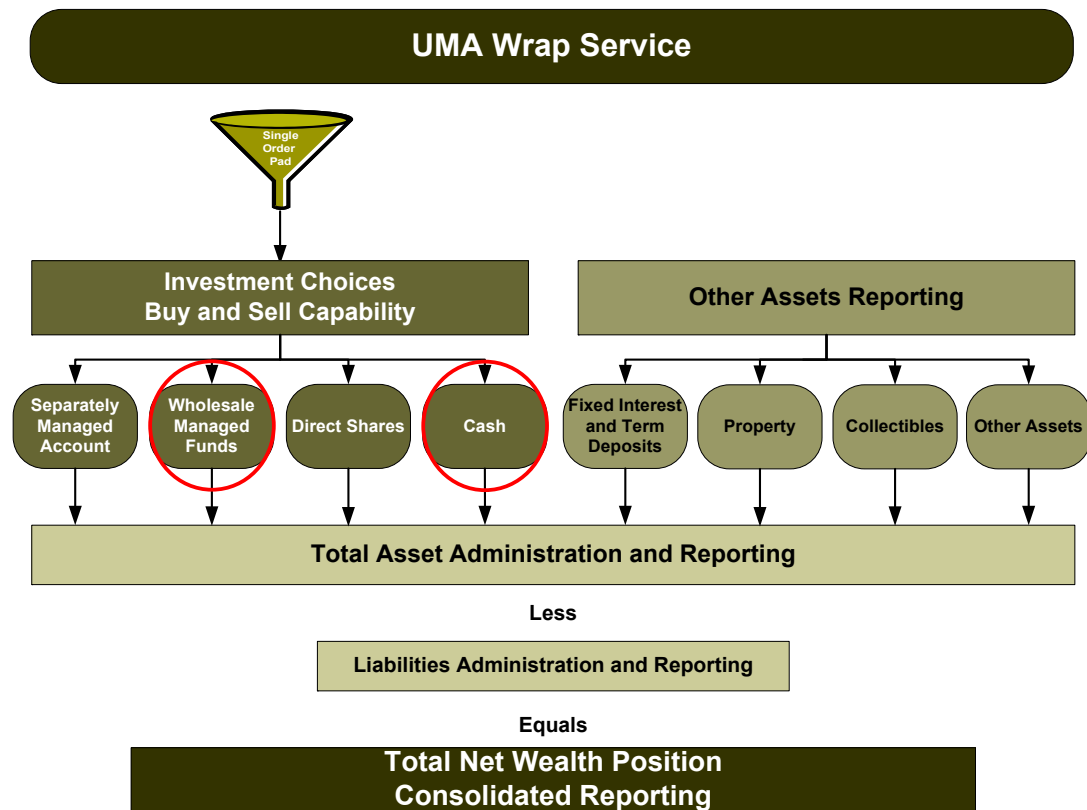 UMA Wrap Service
Single
Order
Pad
Investment Choices
Buy and Sell Capability
Other Assets Reporting
Separately
Managed
Account
Wholesale
Managed
Funds
Direct Shares
Cash
Fixed Interest
and Term
Deposits
Property
Collectibles
Other Assets
Total Asset Administration and Reporting
Less
Liabilities Administration and Reporting
Equals
Total Net Wealth Position
Consolidated Reporting